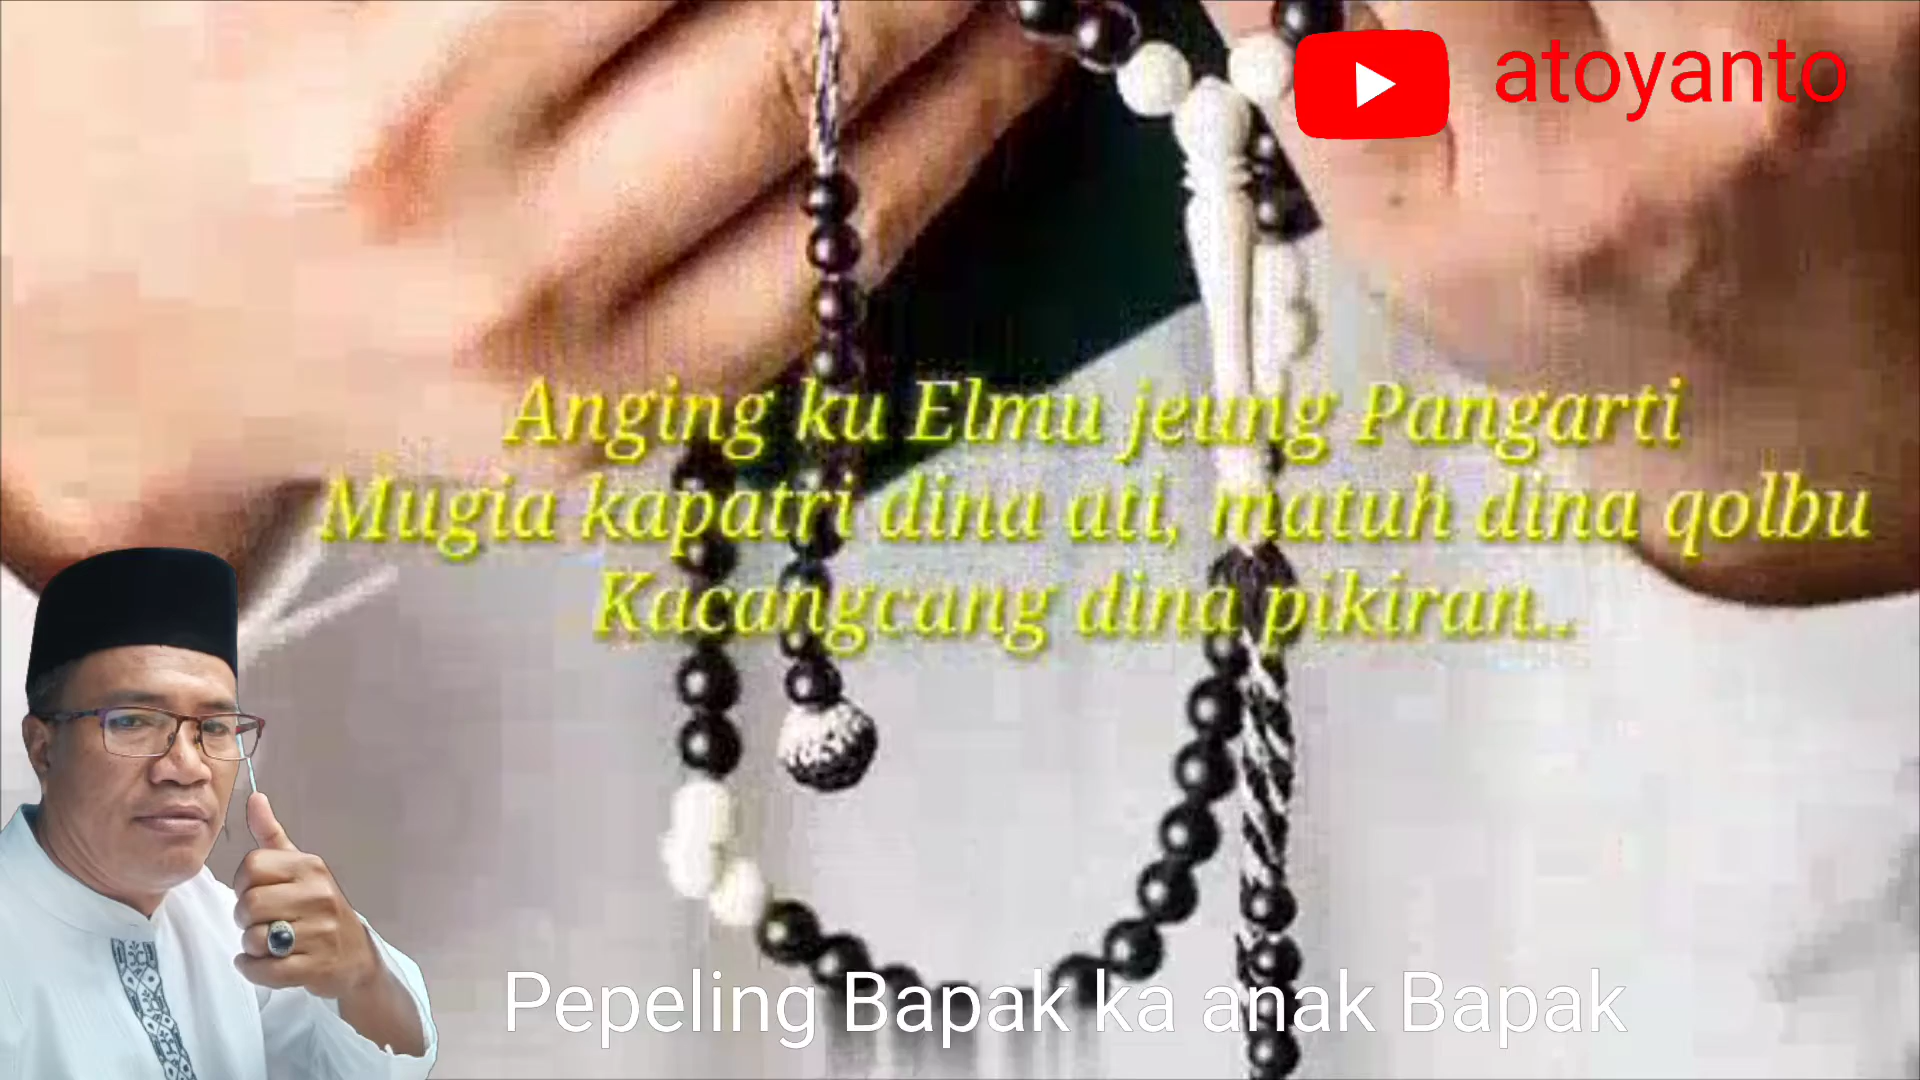 atoyanto
Anging ku Elmu jeung Pangarti
Mugia kapatri dina ati, matuh dina qolbu
Kacangcang dina pikiran..
Pepeling Bapak ka anak Bapak